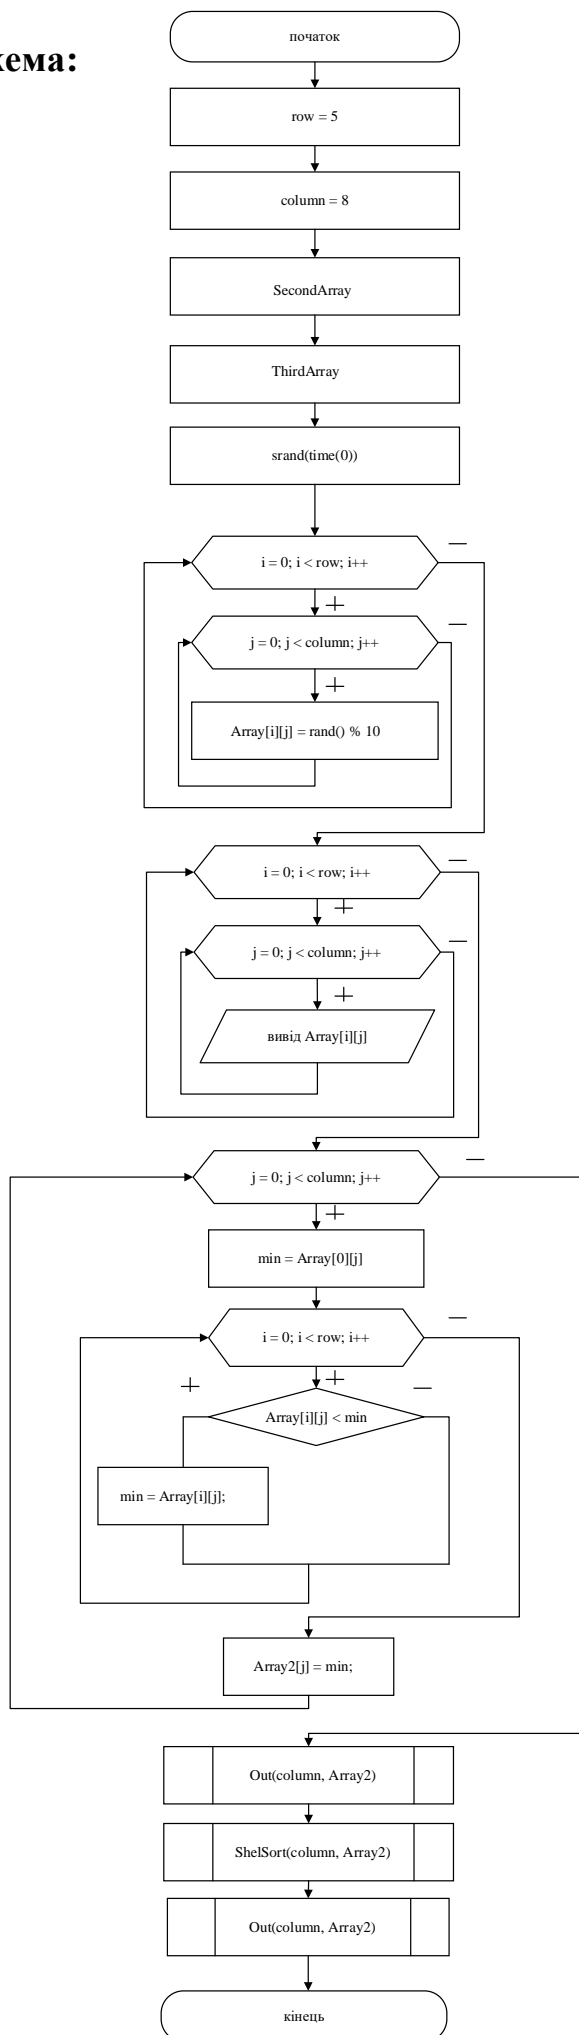 хема:
початок
row = 5
column = 8
SecondArray
ThirdArray
srand(time(0))
i = 0; i < row; i++
j = 0; j < column; j++
Array[i][j] = rand() % 10
i = 0; i < row; i++
j = 0; j < column; j++
вивід Array[i][j]
j = 0; j < column; j++
min = Array[0][j]
i = 0; i < row; i++
Array[i][j] < min
min = Array[i][j];
Array2[j] = min;
Out(column, Array2)
ShelSort(column, Array2)
Out(column, Array2)
кінець